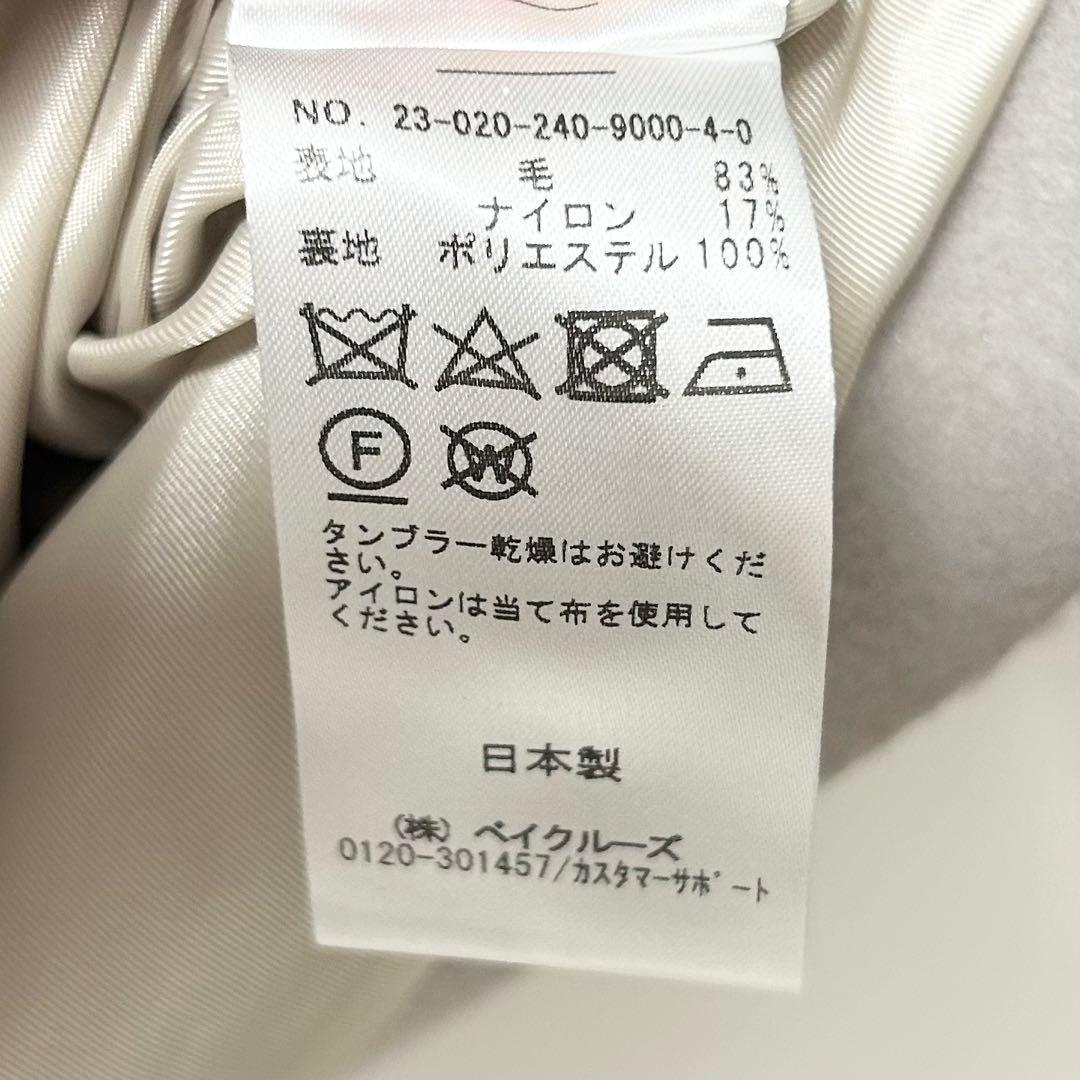 NO. 23-020-240-9000-4-0
表地 毛 83%
ナイロン 17%
裏地 ポリエステル 100%
F W
タンブラー乾燥はお避けくだ
さい。
アイロンは当て布を使用して
ください。
日本製
(株) ベイクルーズ
0120-301457/カスタマーサポート